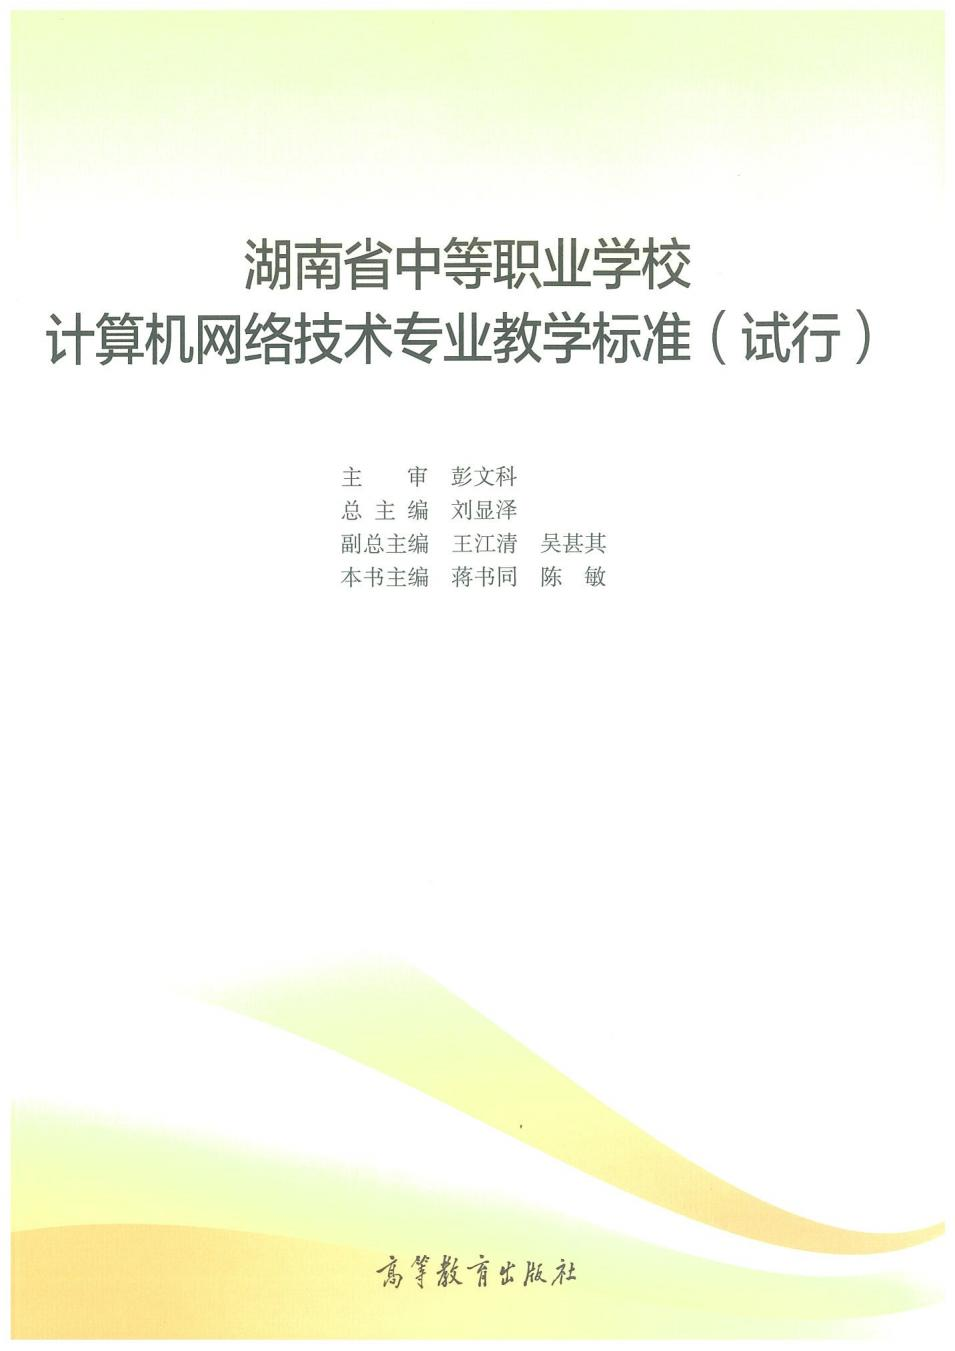 湖南省中等职业学校
计算机网络技术专业教学标准（试行）
主　　审　彭文科
总 主 编　刘显泽
副总主编　王江清　吴甚其
本书主编　蒋书同　陈　敏
高等教育出版社